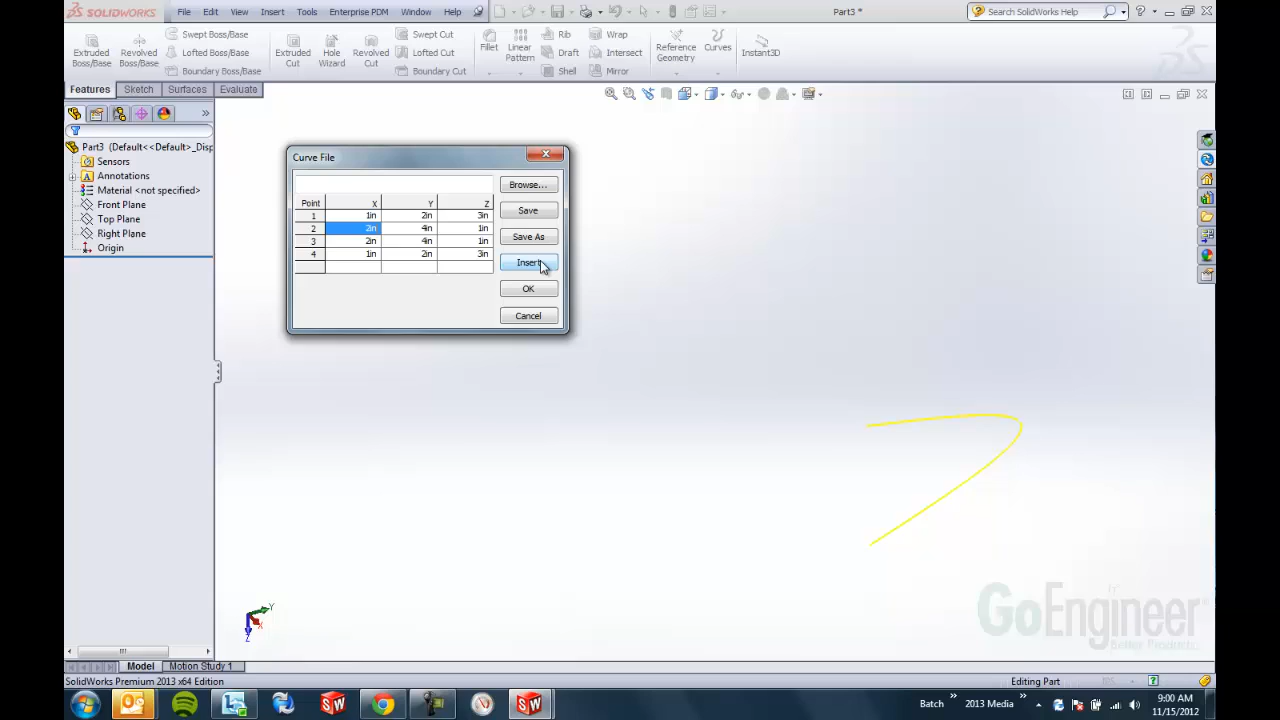 SOLIDWORKS File Edit View Insert Tools Enterprise PDM Window Help Part3 * Search SolidWorks Help
Extruded Boss/Base
Revolved Boss/Base
Swept Boss/Base
Lofted Boss/Base
Boundary Boss/Base
Extruded Cut
Hole Wizard
Revolved Cut
Swept Cut
Lofted Cut
Boundary Cut
Fillet
Linear Pattern
Rib
Draft
Shell
Wrap
Intersect
Mirror
Reference Geometry
Curves
Instant3D
Features Sketch Surfaces Evaluate
Part3 (Default<<Default>_Disp
Sensors
Annotations
Material <not specified>
Front Plane
Top Plane
Right Plane
Origin
Curve File
Browse...
Save
Save As
Insert
OK
Cancel
Point X Y Z
1 1in 2in 3in
2 2in 4in 1in
3 2in 4in 1in
4 1in 2in 3in
Y
X
Z
GoEngineer
Model Motion Study 1
SolidWorks Premium 2013 x64 Edition Editing Part
Batch 2013 Media 9:00 AM
11/15/2012